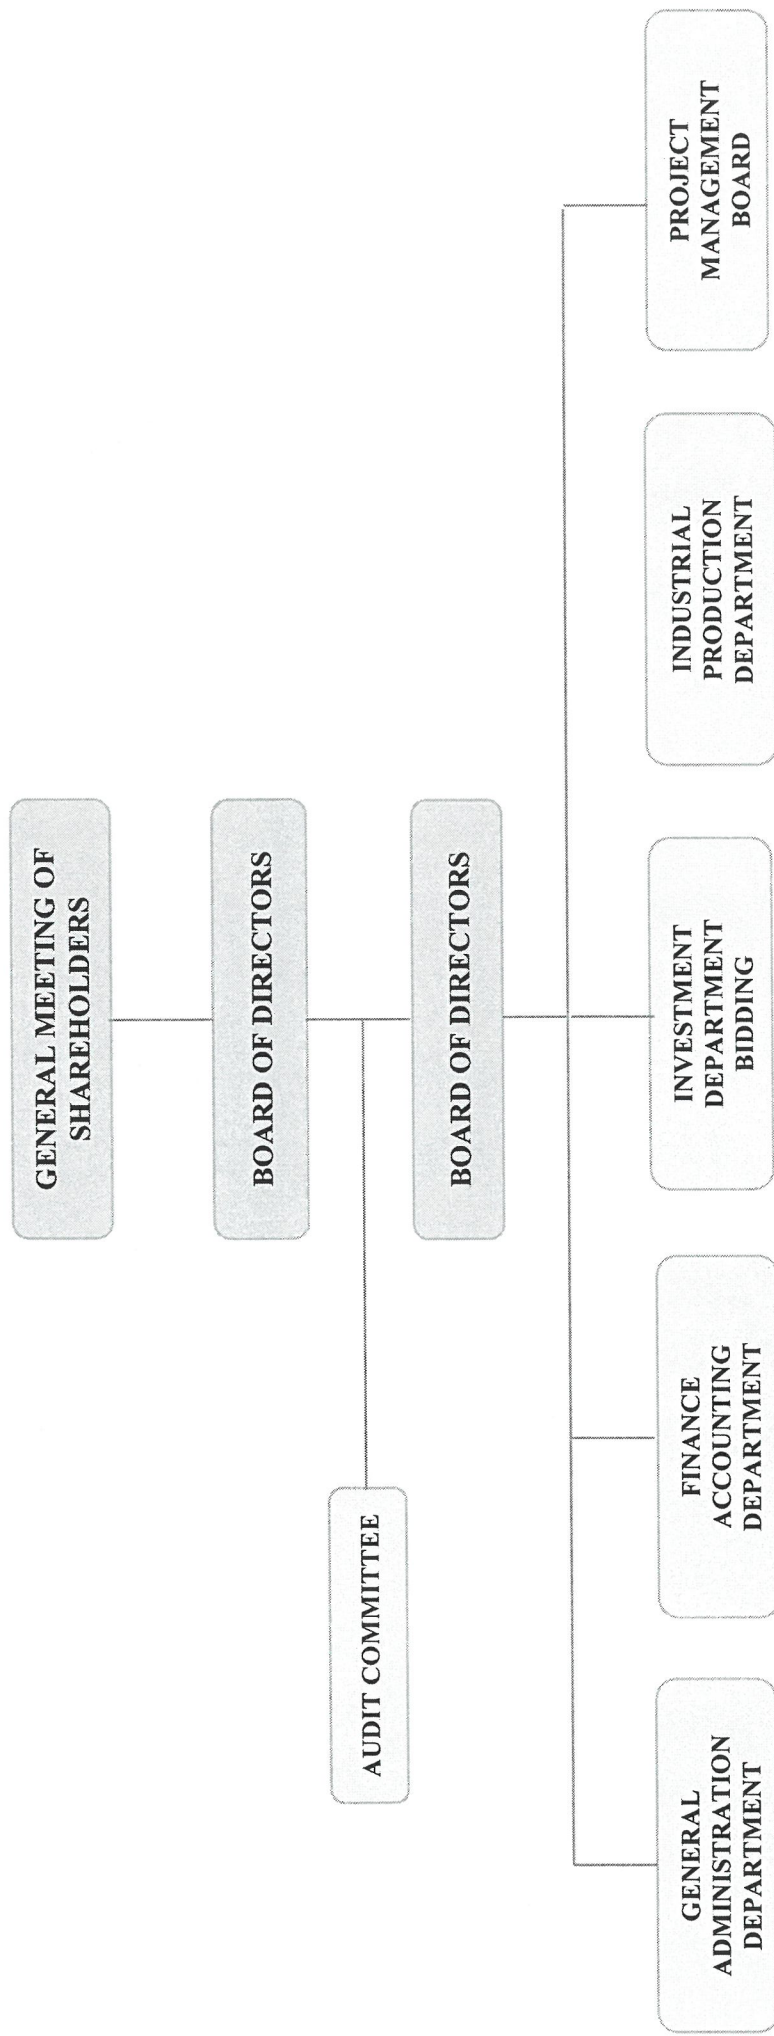 GENERAL MEETING OF
SHAREHOLDERS
BOARD OF DIRECTORS
AUDIT COMMITTEE
BOARD OF DIRECTORS
GENERAL
ADMINISTRATION
DEPARTMENT
FINANCE
ACCOUNTING
DEPARTMENT
INVESTMENT
DEPARTMENT
BIDDING
INDUSTRIAL
PRODUCTION
DEPARTMENT
PROJECT
MANAGEMENT
BOARD